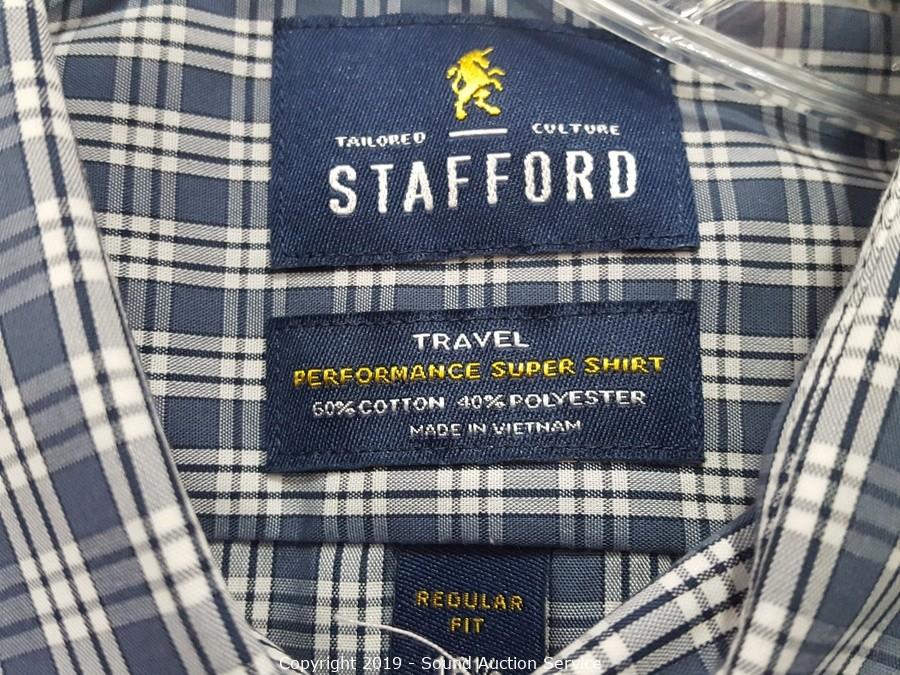 TAILORED CULTURE
STAFFORD
TRAVEL
PERFORMANCE SUPER SHIRT
60% COTTON 40% POLYESTER
MADE IN VIETNAM
REGULAR
FIT
Copyright 2019 - Sound Auction Service